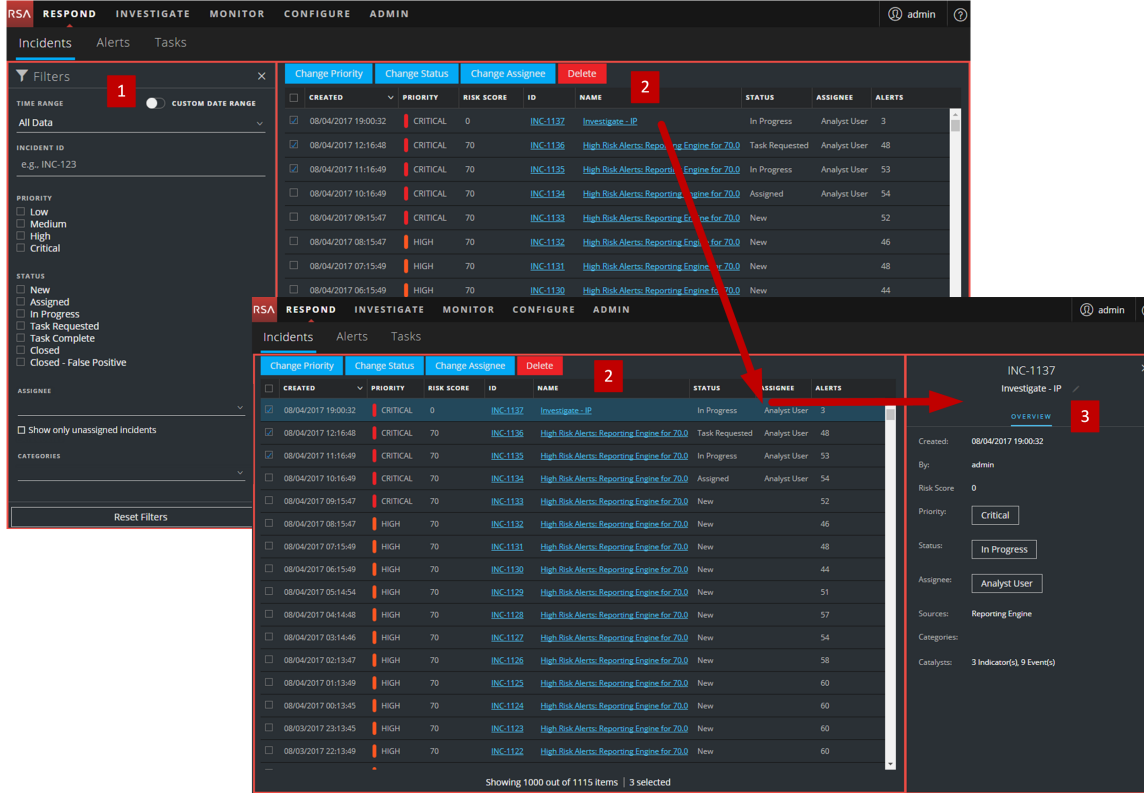 RSA RESPOND INVESTIGATE MONITOR CONFIGURE ADMIN admin ?
Incidents Alerts Tasks
Filters ×
1
TIME RANGE CUSTOM DATE RANGE
All Data
INCIDENT ID
e.g., INC-123
PRIORITY
Low
Medium
High
Critical
STATUS
New
Assigned
In Progress
Task Requested
Task Complete
Closed
Closed - False Positive
ASSIGNEE
Show only unassigned incidents
CATEGORIES
Reset Filters
Change Priority Change Status Change Assignee Delete
2
CREATED PRIORITY RISK SCORE ID NAME STATUS ASSIGNEE ALERTS
08/04/2017 19:00:32 CRITICAL 0 INC-1137 Investigate - IP In Progress Analyst User 3
08/04/2017 12:16:48 CRITICAL 70 INC-1136 High Risk Alerts: Reporting Engine for 70.0 Task Requested Analyst User 48
08/04/2017 11:16:49 CRITICAL 70 INC-1135 High Risk Alerts: Reporting Engine for 70.0 In Progress Analyst User 53
08/04/2017 10:16:49 CRITICAL 70 INC-1134 High Risk Alerts: Reporting Engine for 70.0 Assigned Analyst User 54
08/04/2017 09:15:47 CRITICAL 70 INC-1133 High Risk Alerts: Reporting Engine for 70.0 New 52
08/04/2017 08:15:47 HIGH 70 INC-1132 High Risk Alerts: Reporting Engine for 70.0 New 46
08/04/2017 07:15:49 HIGH 70 INC-1131 High Risk Alerts: Reporting Engine for 70.0 New 48
08/04/2017 06:15:49 HIGH 70 INC-1130 High Risk Alerts: Reporting Engine for 70.0 New 44
RSA RESPOND INVESTIGATE MONITOR CONFIGURE ADMIN admin
Incidents Alerts Tasks
Change Priority Change Status Change Assignee Delete
2
CREATED PRIORITY RISK SCORE ID NAME STATUS ASSIGNEE ALERTS
08/04/2017 19:00:32 CRITICAL 0 INC-1137 Investigate - IP In Progress Analyst User 3
08/04/2017 12:16:48 CRITICAL 70 INC-1136 High Risk Alerts: Reporting Engine for 70.0 Task Requested Analyst User 48
08/04/2017 11:16:49 CRITICAL 70 INC-1135 High Risk Alerts: Reporting Engine for 70.0 In Progress Analyst User 53
08/04/2017 10:16:49 CRITICAL 70 INC-1134 High Risk Alerts: Reporting Engine for 70.0 Assigned Analyst User 54
08/04/2017 09:15:47 CRITICAL 70 INC-1133 High Risk Alerts: Reporting Engine for 70.0 New 52
08/04/2017 08:15:47 HIGH 70 INC-1132 High Risk Alerts: Reporting Engine for 70.0 New 46
08/04/2017 07:15:49 HIGH 70 INC-1131 High Risk Alerts: Reporting Engine for 70.0 New 48
08/04/2017 06:15:49 HIGH 70 INC-1130 High Risk Alerts: Reporting Engine for 70.0 New 44
08/04/2017 05:14:54 HIGH 70 INC-1129 High Risk Alerts: Reporting Engine for 70.0 New 51
08/04/2017 04:14:48 HIGH 70 INC-1128 High Risk Alerts: Reporting Engine for 70.0 New 57
08/04/2017 03:14:46 HIGH 70 INC-1127 High Risk Alerts: Reporting Engine for 70.0 New 54
08/04/2017 02:13:47 HIGH 70 INC-1126 High Risk Alerts: Reporting Engine for 70.0 New 58
08/04/2017 01:13:49 HIGH 70 INC-1125 High Risk Alerts: Reporting Engine for 70.0 New 60
08/04/2017 00:13:45 HIGH 70 INC-1124 High Risk Alerts: Reporting Engine for 70.0 New 60
08/03/2017 23:13:45 HIGH 70 INC-1123 High Risk Alerts: Reporting Engine for 70.0 New 60
08/03/2017 22:13:49 HIGH 70 INC-1122 High Risk Alerts: Reporting Engine for 70.0 New 60
Showing 1000 out of 1115 items | 3 selected
INC-1137
Investigate - IP
OVERVIEW
3
Created: 08/04/2017 19:00:32
By: admin
Risk Score 0
Priority: Critical
Status: In Progress
Assignee: Analyst User
Sources: Reporting Engine
Categories:
Catalysts: 3 Indicator(s), 9 Event(s)